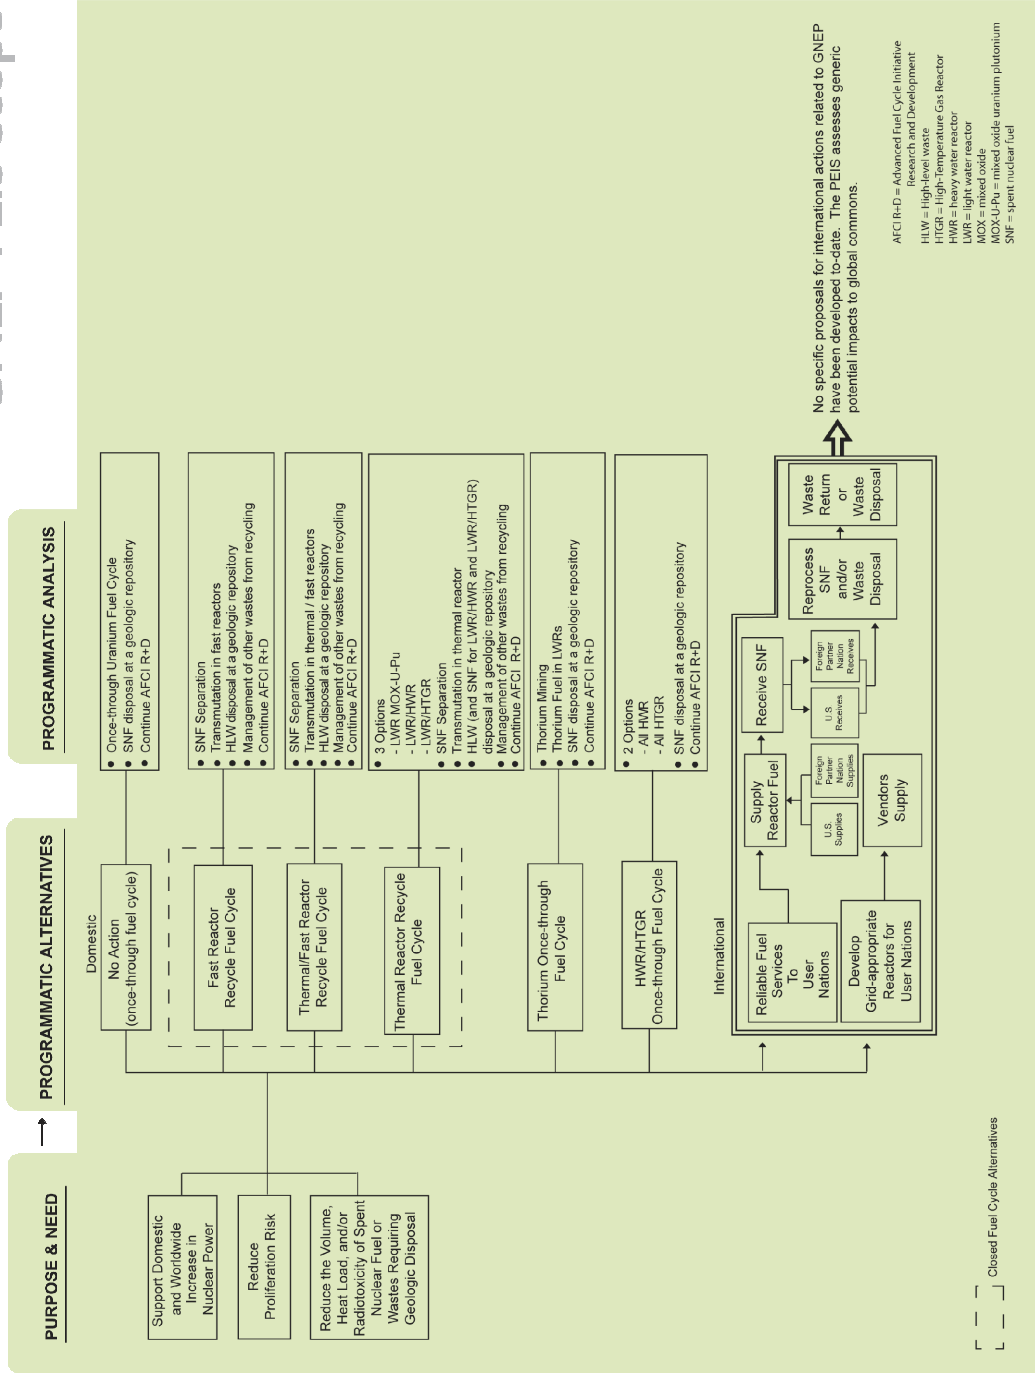 PURPOSE & NEED
PROGRAMMATIC ALTERNATIVES
PROGRAMMATIC ANALYSIS
Support Domestic
and Worldwide
Increase in
Nuclear Power
Reduce
Proliferation Risk
Reduce the Volume,
Heat Load, and/or
Radiotoxicity of Spent
Nuclear Fuel or
Wastes Requiring
Geologic Disposal
Domestic
No Action
(once-through fuel cycle)
• Once-through Uranium Fuel Cycle
• SNF disposal at a geologic repository
• Continue AFCI R+D
Fast Reactor
Recycle Fuel Cycle
• SNF Separation
• Transmutation in fast reactors
• HLW disposal at a geologic repository
• Management of other wastes from recycling
• Continue AFCI R+D
Thermal/Fast Reactor
Recycle Fuel Cycle
• SNF Separation
• Transmutation in thermal / fast reactors
• HLW disposal at a geologic repository
• Management of other wastes from recycling
• Continue AFCI R+D
Thermal Reactor Recycle
Fuel Cycle
• 3 Options
- LWR MOX-U-Pu
- LWR/HWR
- LWR/HTGR
• SNF Separation
• Transmutation in thermal reactor
• HLW (and SNF for LWR/HWR and LWR/HTGR)
disposal at a geologic repository
• Management of other wastes from recycling
• Continue AFCI R+D
Thorium Once-through
Fuel Cycle
• Thorium Mining
• Thorium Fuel in LWRs
• SNF disposal at a geologic repository
• Continue AFCI R+D
HWR/HTGR
Once-through Fuel Cycle
• 2 Options
- All HWR
- All HTGR
• SNF disposal at a geologic repository
• Continue AFCI R+D
International
Reliable Fuel
Services
To
User
Nations
Develop
Grid-appropriate
Reactors for
User Nations
Supply
Reactor Fuel
U.S.
Supplies
Foreign
Partner
Nation
Supplies
Vendors
Supply
Receive SNF
U.S.
Receives
Foreign
Partner
Nation
Receives
Reprocess
SNF
and/or
Waste
Disposal
Waste
Return
or
Waste
Disposal
No specific proposals for international actions related to GNEP
have been developed to-date. The PEIS assesses generic
potential impacts to global commons.
AFCI R+D = Advanced Fuel Cycle Initiative
Research and Development
HLW = High-level waste
HTGR = High-Temperature Gas Reactor
HWR = heavy water reactor
LWR = light water reactor
MOX = mixed oxide
MOX-U-Pu = mixed oxide uranium plutonium
SNF = spent nuclear fuel
Closed Fuel Cycle Alternatives